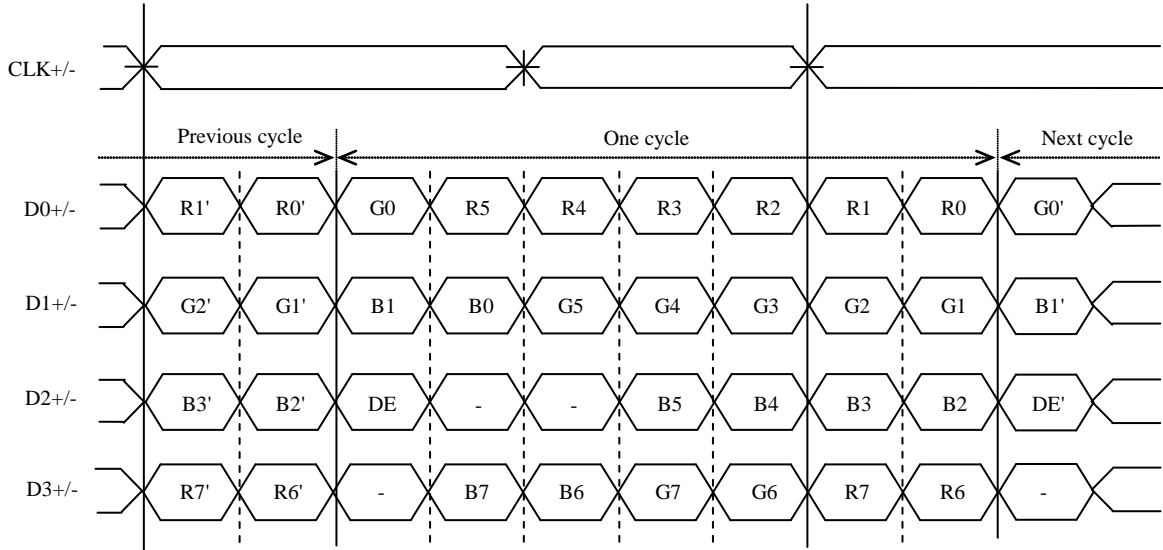 CLK+/-
Previous cycle One cycle Next cycle
D0+/- R1' R0' G0 R5 R4 R3 R2 R1 R0 G0'
D1+/- G2' G1' B1 B0 G5 G4 G3 G2 G1 B1'
D2+/- B3' B2' DE - - B5 B4 B3 B2 DE'
D3+/- R7' R6' - B7 B6 G7 G6 R7 R6 -